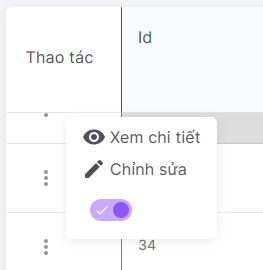 Id
Thao tác
Xem chi tiết
Chỉnh sửa
34